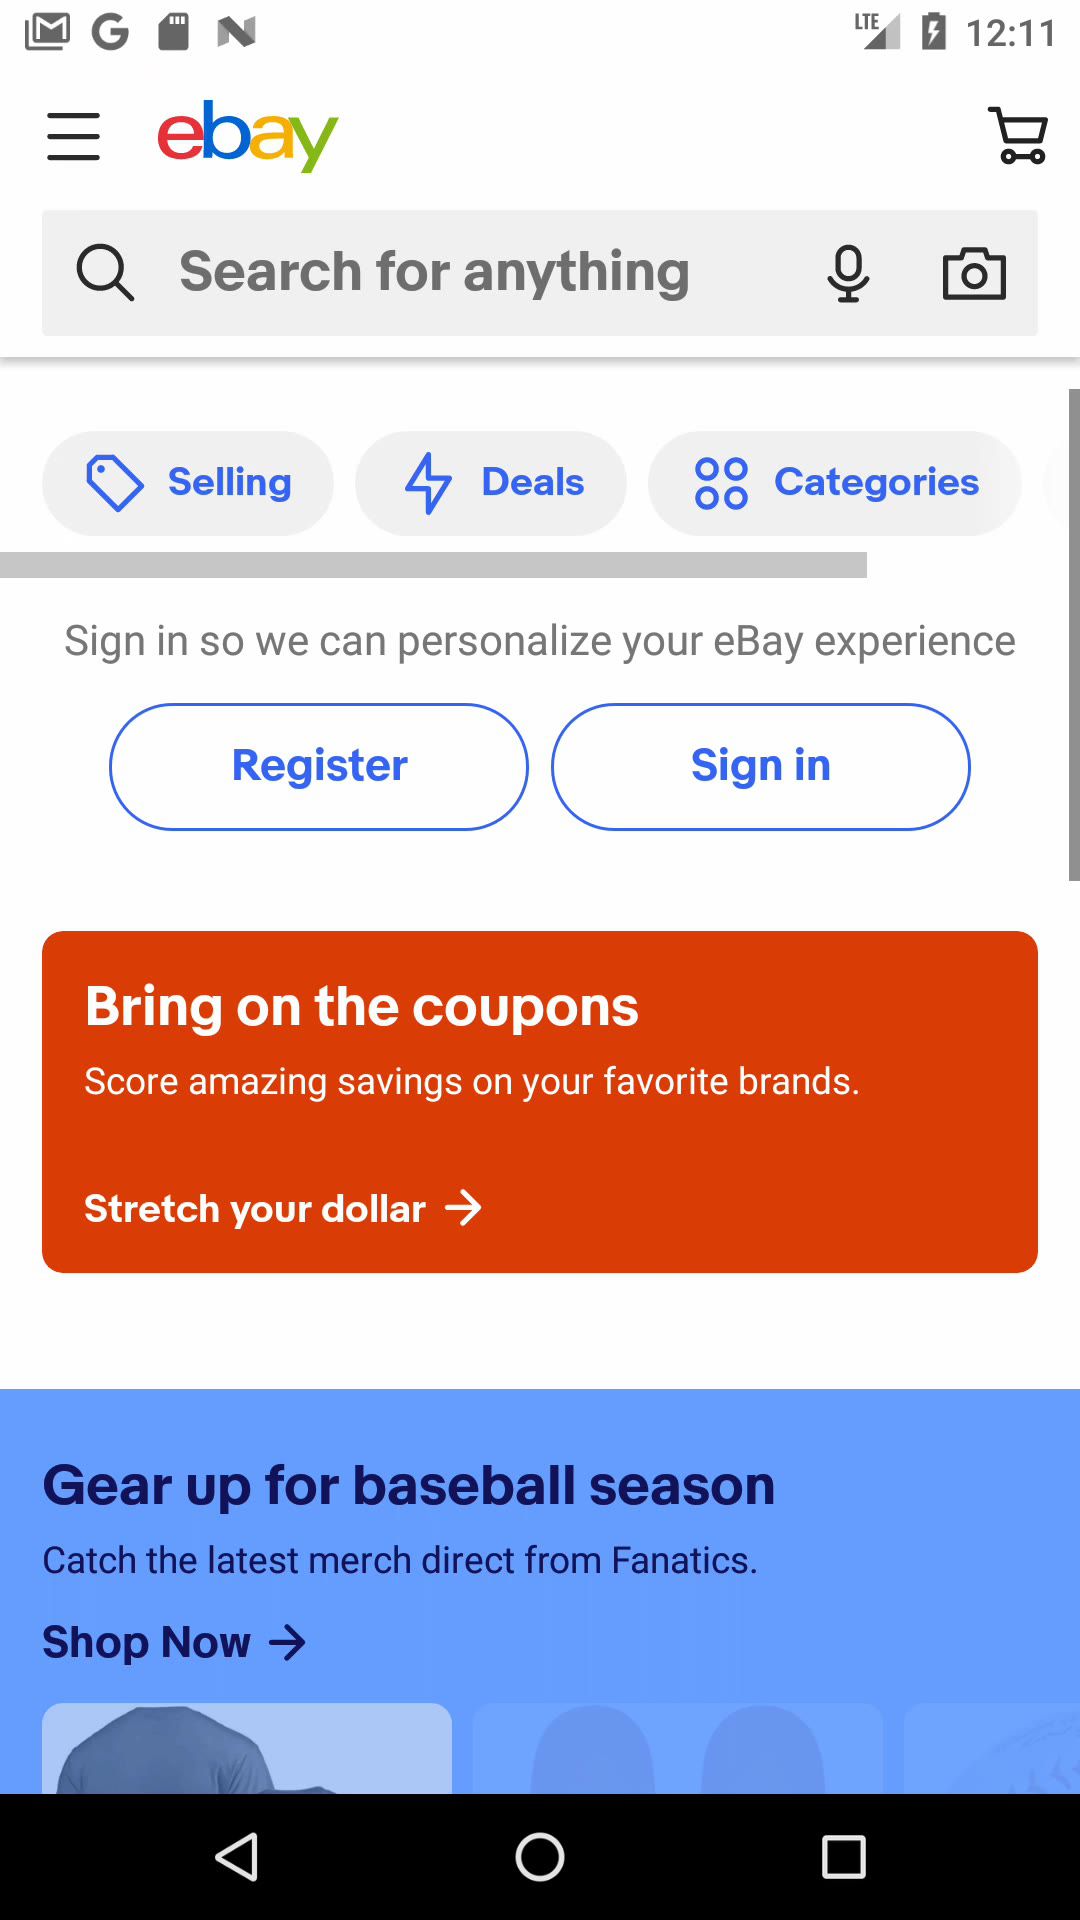 LTE 12:11
ebay
Search for anything
Selling Deals Categories
Sign in so we can personalize your eBay experience
Register Sign in
Bring on the coupons
Score amazing savings on your favorite brands.
Stretch your dollar
Gear up for baseball season
Catch the latest merch direct from Fanatics.
Shop Now